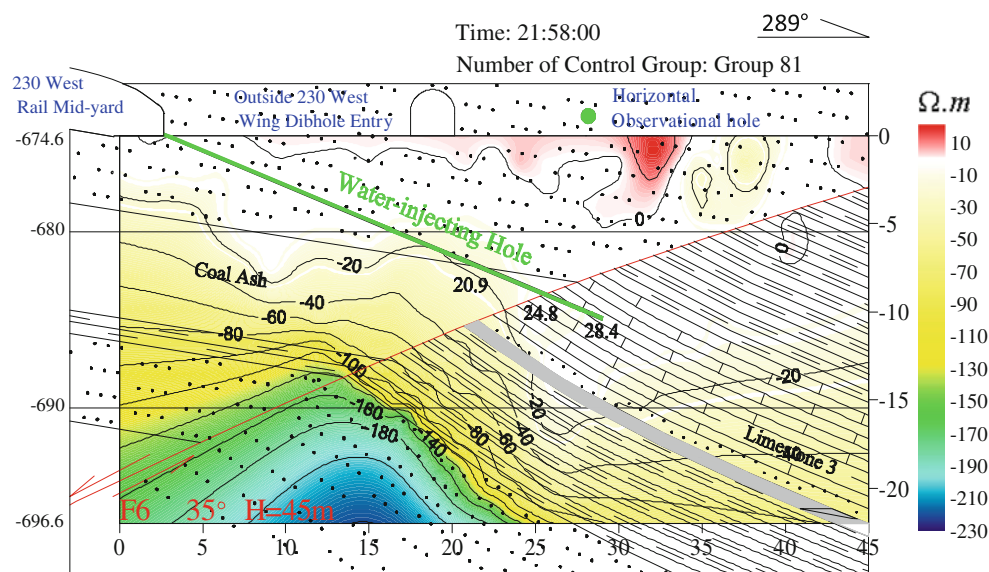 Time: 21:58:00
289°
Number of Control Group: Group 81
230 West
Rail Mid-yard
Outside 230 West
Wing Dibhole Entry
Horizontal
Observational hole
Ω.m
-674.6
-680
-690
-696.6
0
-5
-10
-15
-20
10
-10
-30
-50
-70
-90
-110
-130
-150
-170
-190
-210
-230
Water-injecting Hole
0
0
-20
Coal Ash
20.9
-40
24.8
-60
28.4
-80
-100
-20
-20
-160
-180
-140
-80
-60
-40
Limestone 3
F6 35° H=45m
0 5 10 15 20 25 30 35 40 45